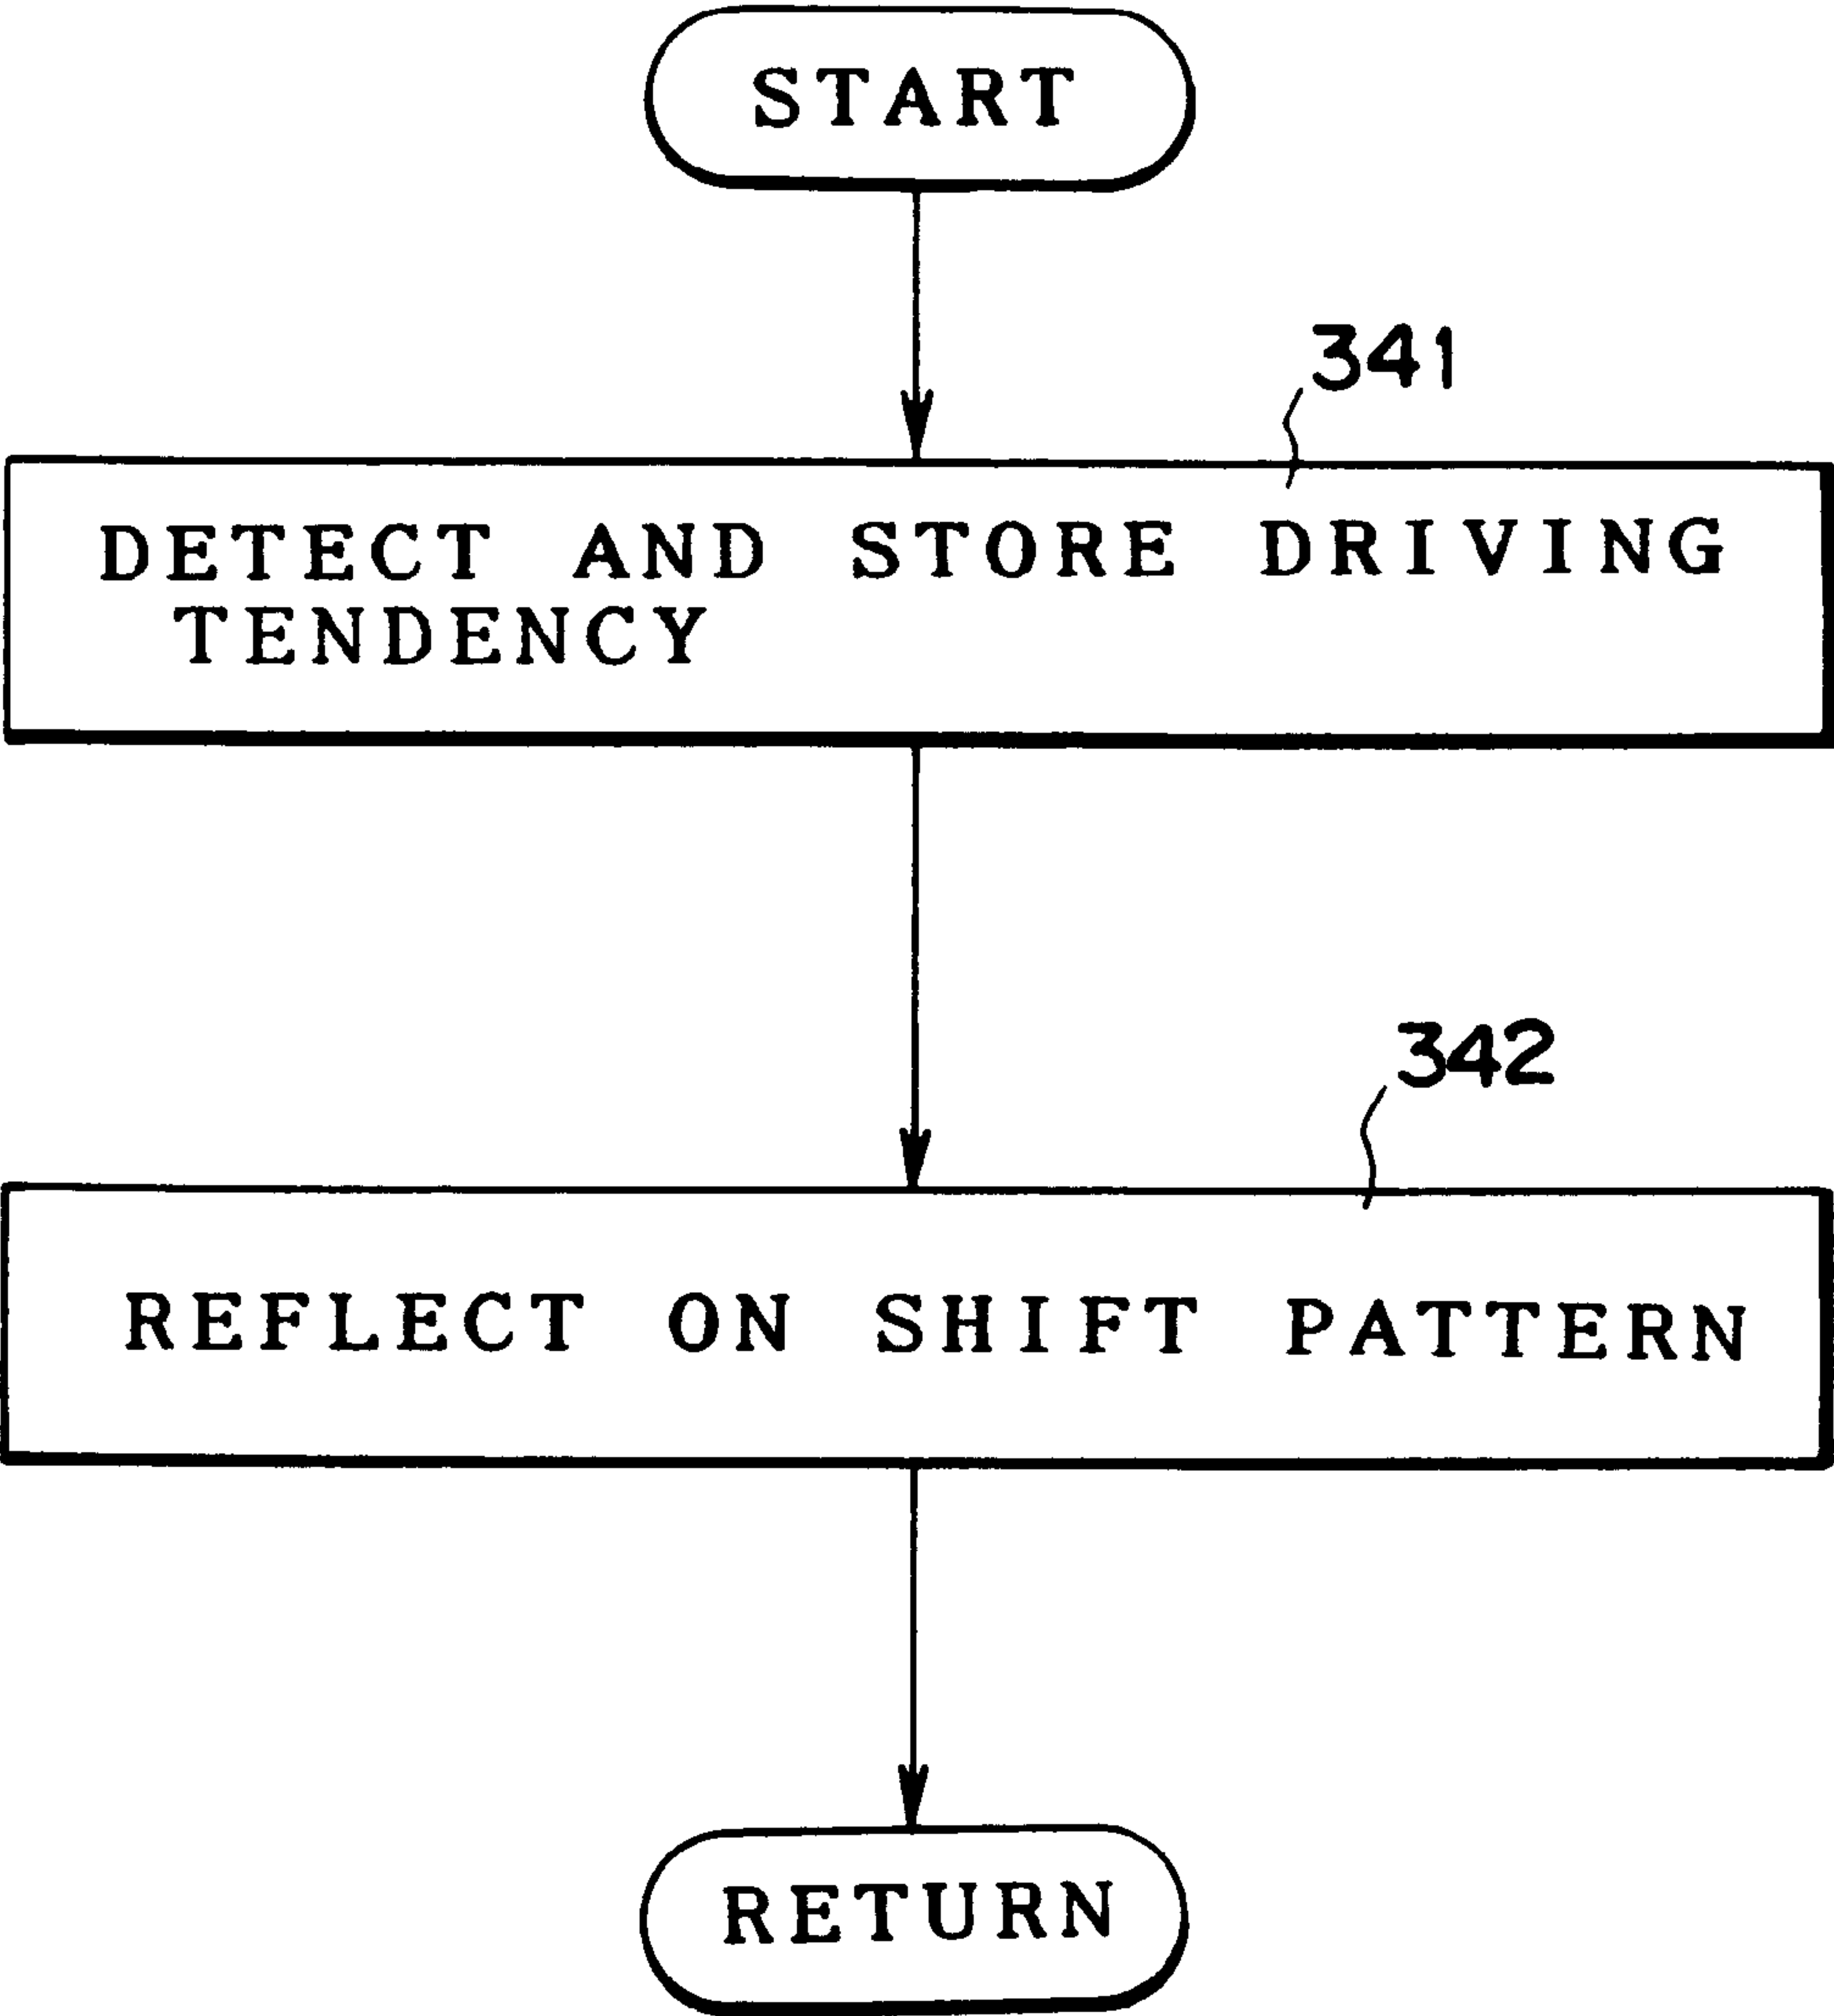 START
341
DETECT AND STORE DRIVING
TENDENCY
342
REFLECT ON SHIFT PATTERN
RETURN